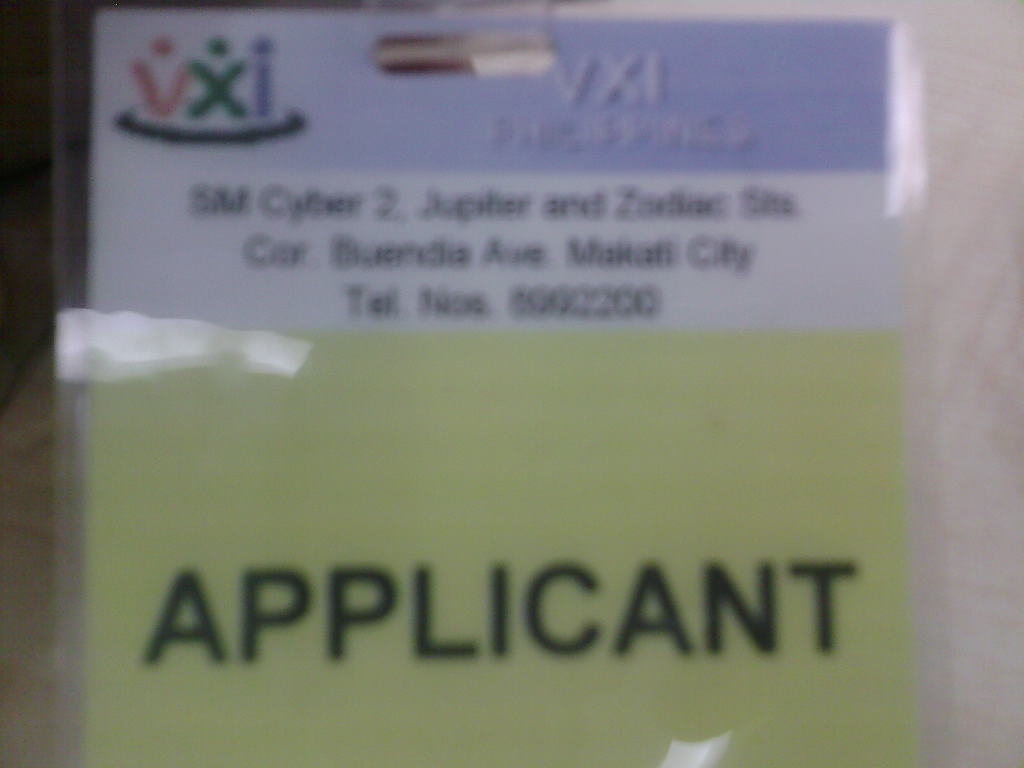 vxi
VXI
PHILIPPINES
SM Cyber 2, Jupiter and Zodiac Sts.
Cor. Buendia Ave. Makati City
Tel. Nos. 8992200
APPLICANT